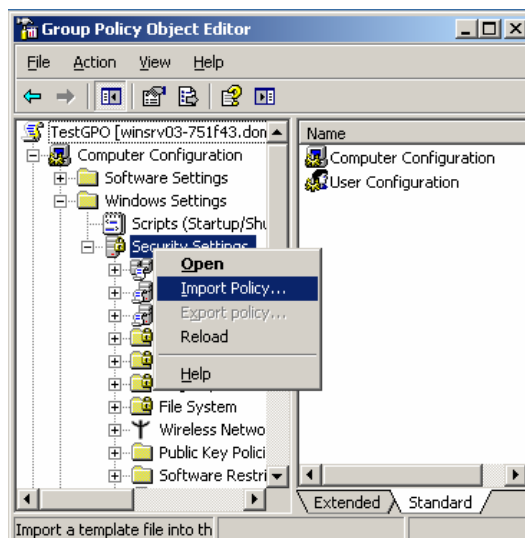 Group Policy Object Editor
File Action View Help
TestGPO [winsrv03-751f43.don
Computer Configuration
Software Settings
Windows Settings
Scripts (Startup/Shu
Security Settings
Open
Import Policy...
Export policy...
Reload
Help
File System
Wireless Netwo
Public Key Polici
Software Restri
Name
Computer Configuration
User Configuration
Extended Standard
Import a template file into th